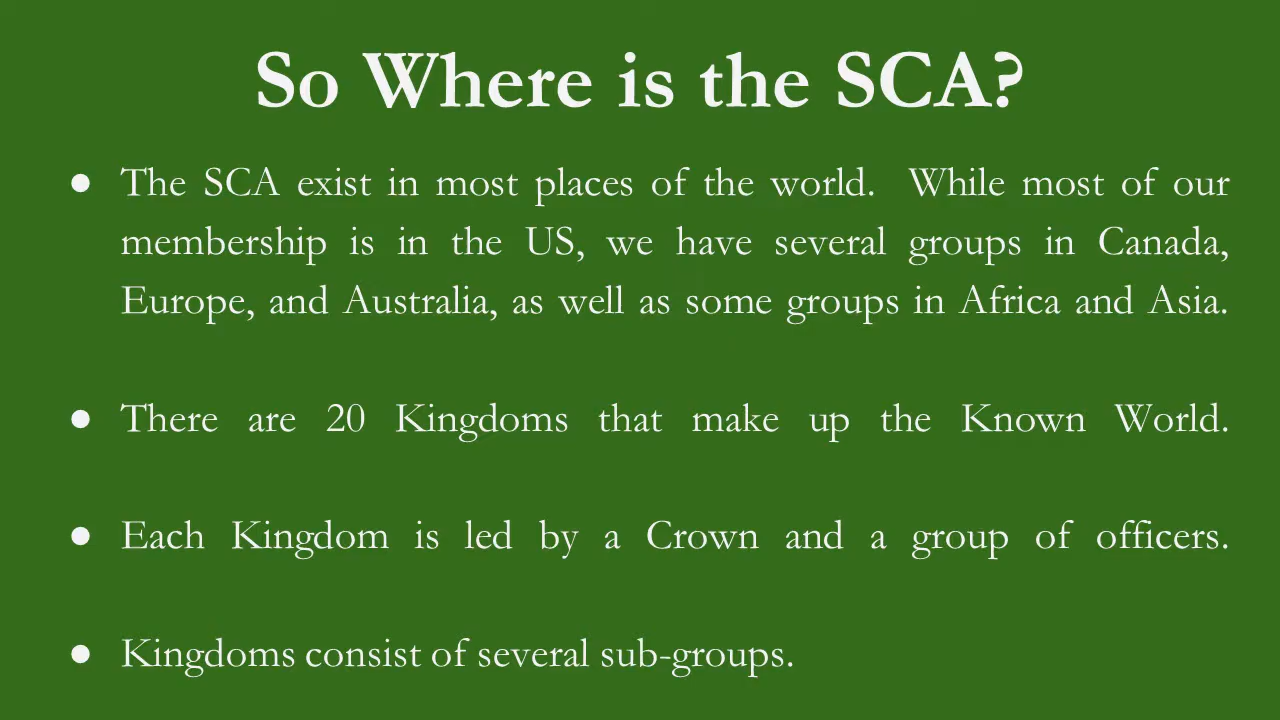 So Where is the SCA?
● The SCA exist in most places of the world.  While most of our
membership is in the US, we have several groups in Canada,
Europe, and Australia, as well as some groups in Africa and Asia.
● There are 20 Kingdoms that make up the Known World.
● Each Kingdom is led by a Crown and a group of officers.
● Kingdoms consist of several sub-groups.